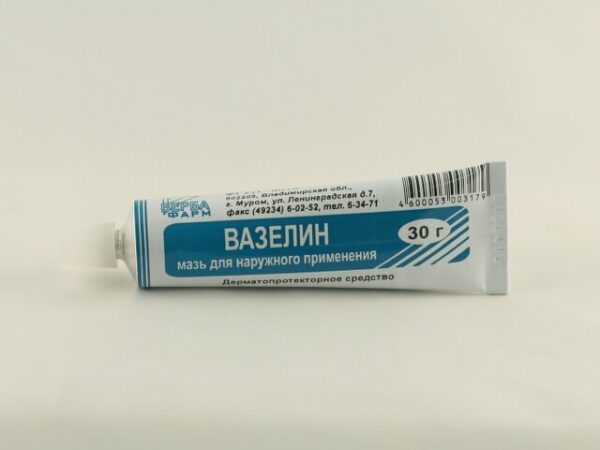 ВЕРБА
ФАРМ
602205, Владимирская обл.,
г. Муром, ул. Ленинградская д.7,
факс (49234) 6-02-52, тел. 6-34-71
4 600053 003179
ВАЗЕЛИН
30 г
мазь для наружного применения
Дерматопротекторное средство